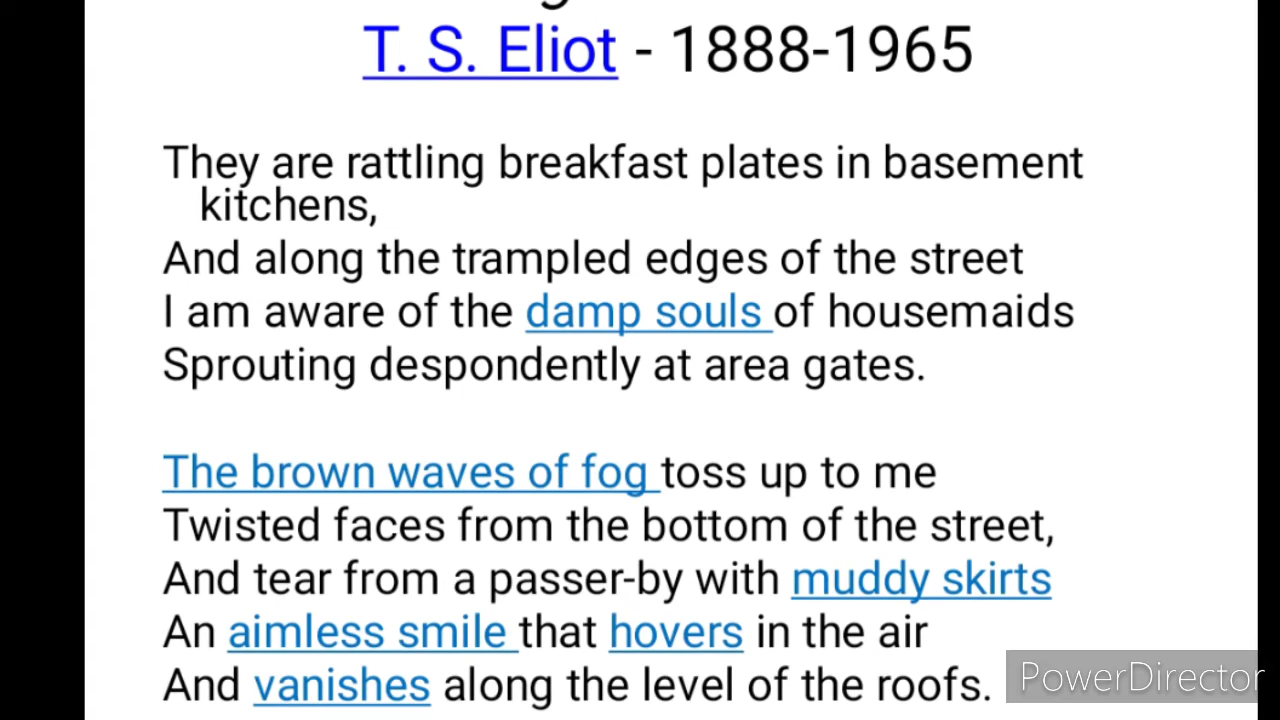 T. S. Eliot - 1888-1965
They are rattling breakfast plates in basement
kitchens,
And along the trampled edges of the street
I am aware of the damp souls of housemaids
Sprouting despondently at area gates.
The brown waves of fog toss up to me
Twisted faces from the bottom of the street,
And tear from a passer-by with muddy skirts
An aimless smile that hovers in the air
And vanishes along the level of the roofs.
PowerDirector